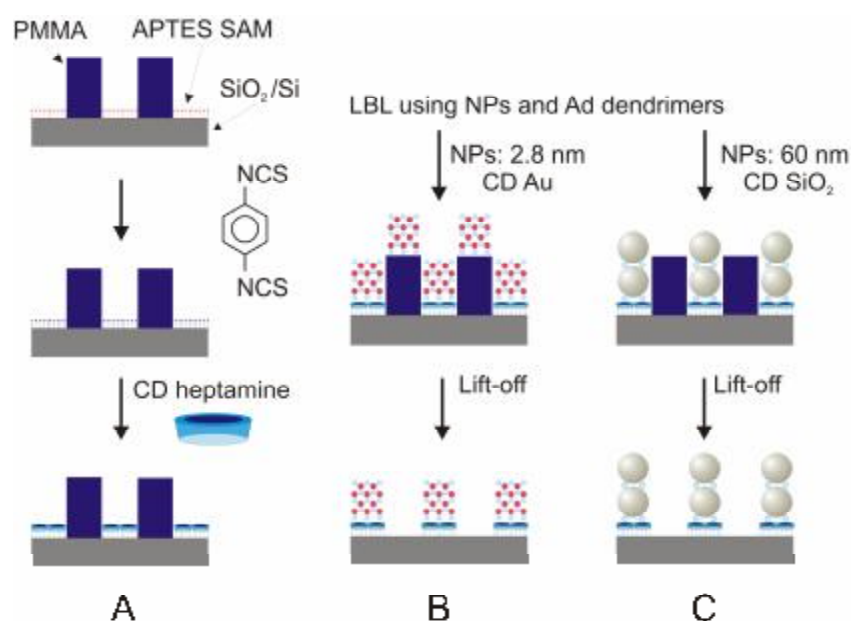 PMMA
APTES SAM
SiO₂/Si
NCS
NCS
CD heptamine
A
LBL using NPs and Ad dendrimers
NPs: 2.8 nm
CD Au
Lift-off
B
NPs: 60 nm
CD SiO₂
Lift-off
C